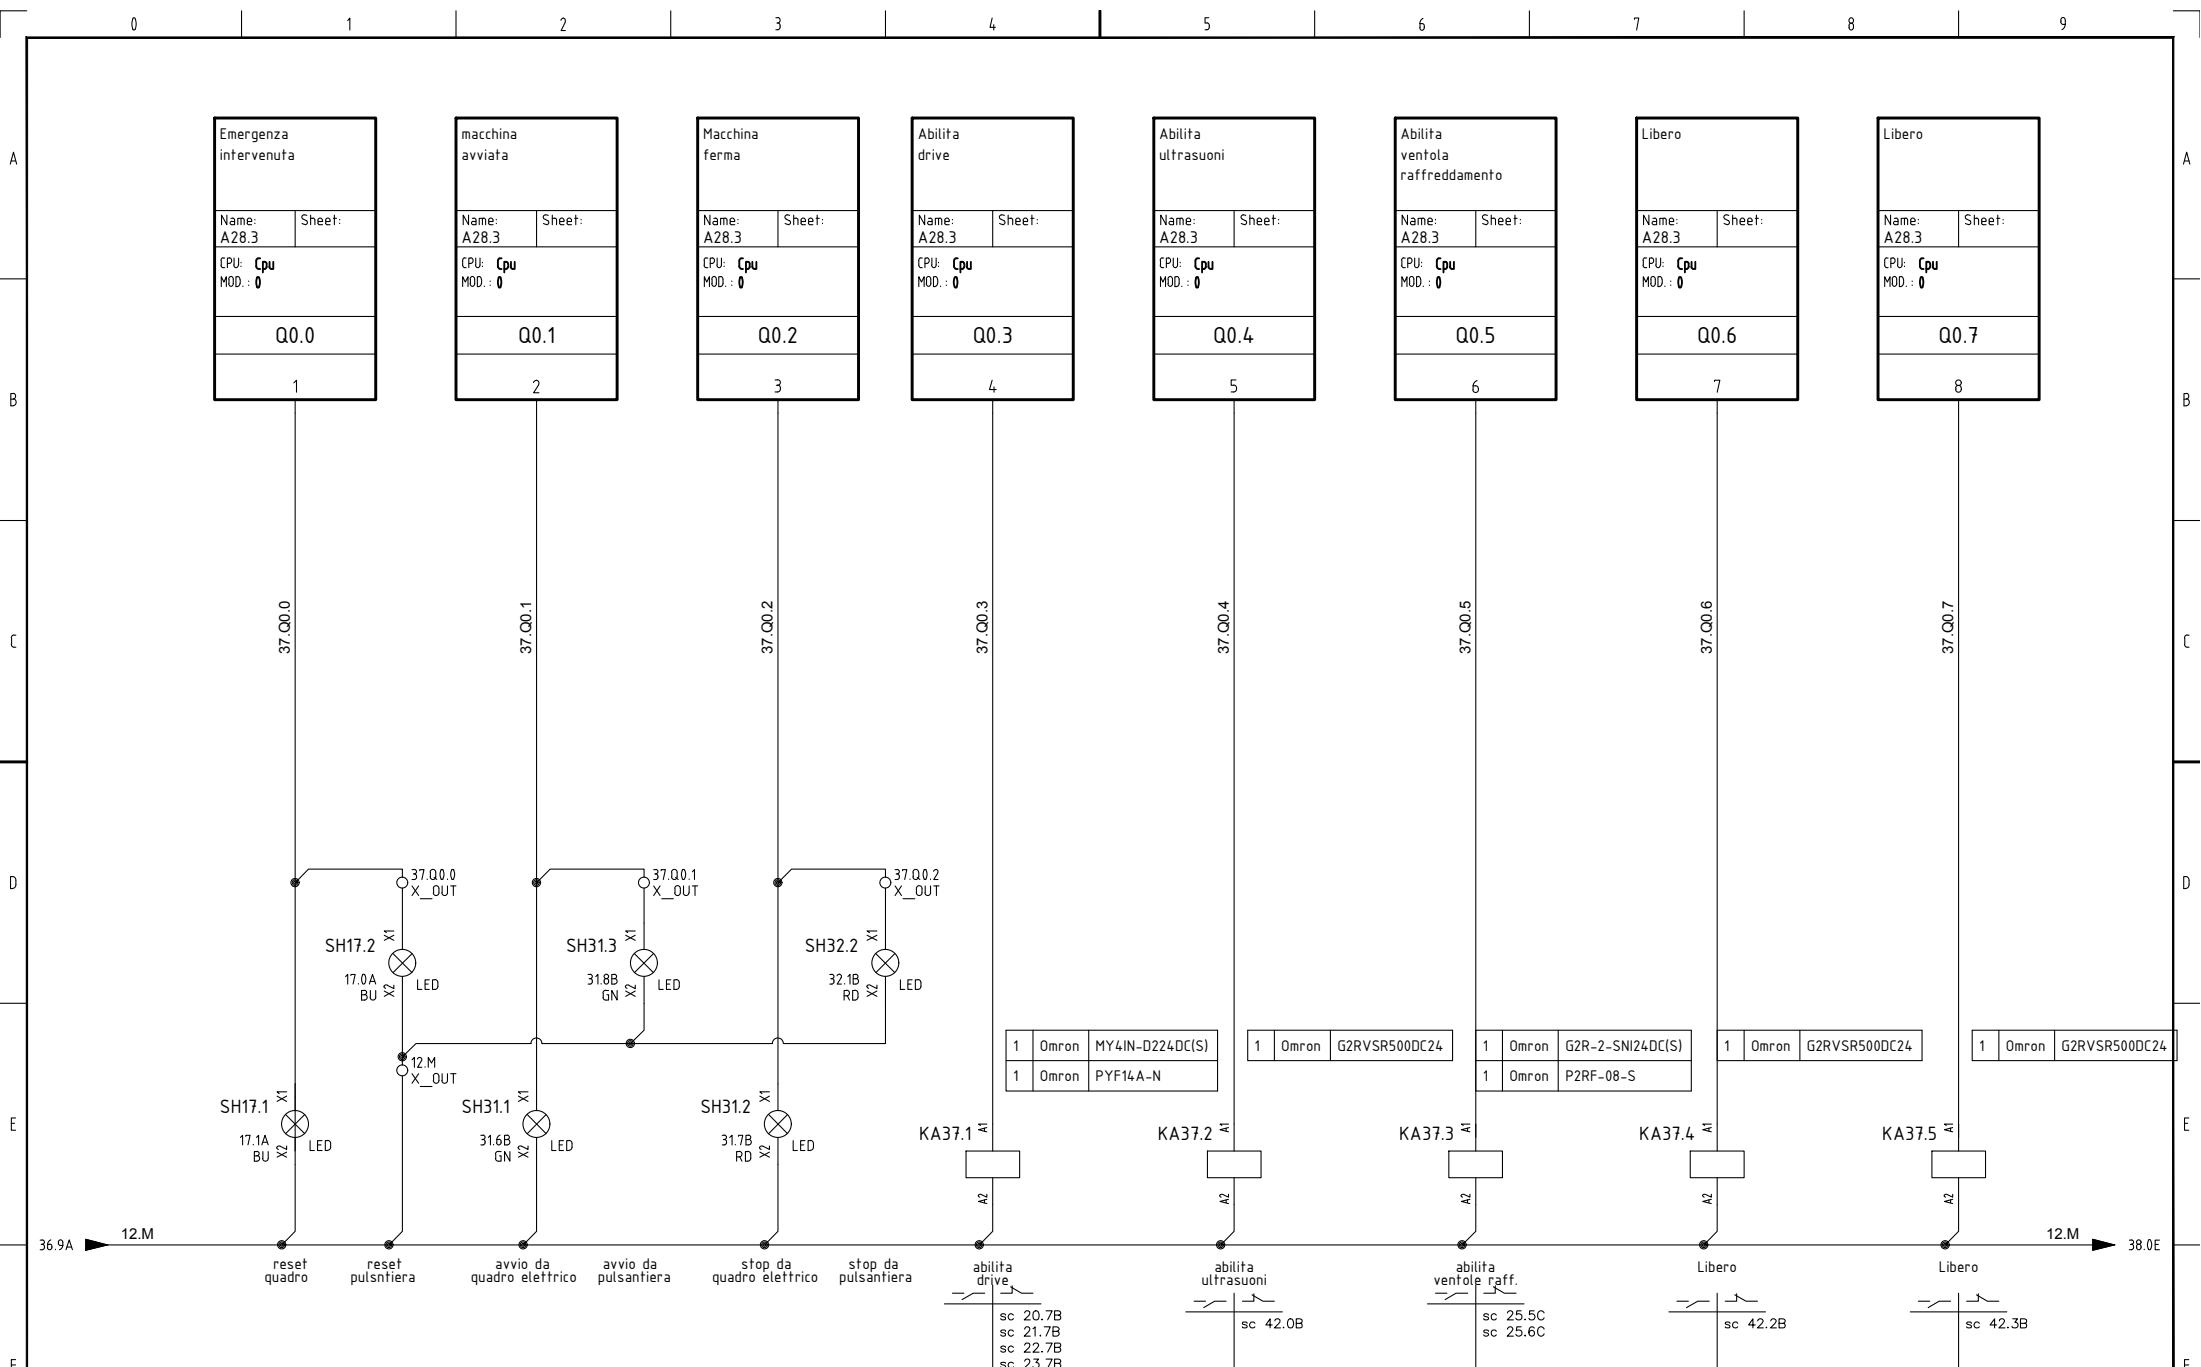 0 1 2 3 4 5 6 7 8 9
A A
Emergenza
intervenuta
Name: Sheet:
A28.3
CPU: Cpu
MOD.: 0
Q0.0
1
macchina
avviata
Name: Sheet:
A28.3
CPU: Cpu
MOD.: 0
Q0.1
2
Macchina
ferma
Name: Sheet:
A28.3
CPU: Cpu
MOD.: 0
Q0.2
3
Abilita
drive
Name: Sheet:
A28.3
CPU: Cpu
MOD.: 0
Q0.3
4
Abilita
ultrasuoni
Name: Sheet:
A28.3
CPU: Cpu
MOD.: 0
Q0.4
5
Abilita
ventola
raffreddamento
Name: Sheet:
A28.3
CPU: Cpu
MOD.: 0
Q0.5
6
Libero
Name: Sheet:
A28.3
CPU: Cpu
MOD.: 0
Q0.6
7
Libero
Name: Sheet:
A28.3
CPU: Cpu
MOD.: 0
Q0.7
8
B B
C C
37.Q0.0 37.Q0.1 37.Q0.2 37.Q0.3 37.Q0.4 37.Q0.5 37.Q0.6 37.Q0.7
D D
37.Q0.0
X_OUT
37.Q0.1
X_OUT
37.Q0.2
X_OUT
SH17.2 X1
17.0A
BU X2 LED
SH31.3 X1
31.8B
GN X2 LED
SH32.2 X1
32.1B
RD X2 LED
12.M
X_OUT
1 Omron MY4IN-D224DC(S)
1 Omron PYF14A-N
1 Omron G2RVSR500DC24
1 Omron G2R-2-SNI24DC(S)
1 Omron P2RF-08-S
1 Omron G2RVSR500DC24
1 Omron G2RVSR500DC24
E E
SH17.1 X1
17.1A
BU X2 LED
SH31.1 X1
31.6B
GN X2 LED
SH31.2 X1
31.7B
RD X2 LED
KA37.1 A1
A2
KA37.2 A1
A2
KA37.3 A1
A2
KA37.4 A1
A2
KA37.5 A1
A2
36.9A 12.M 12.M 38.0E
reset
quadro
reset
pulsntiera
avvio da
quadro elettrico
avvio da
pulsantiera
stop da
quadro elettrico
stop da
pulsantiera
abilita
drive
sc 20.7B
sc 21.7B
sc 22.7B
sc 23.7B
abilita
ultrasuoni
sc 42.0B
abilita
ventole raff.
sc 25.5C
sc 25.6C
Libero
sc 42.2B
Libero
sc 42.3B